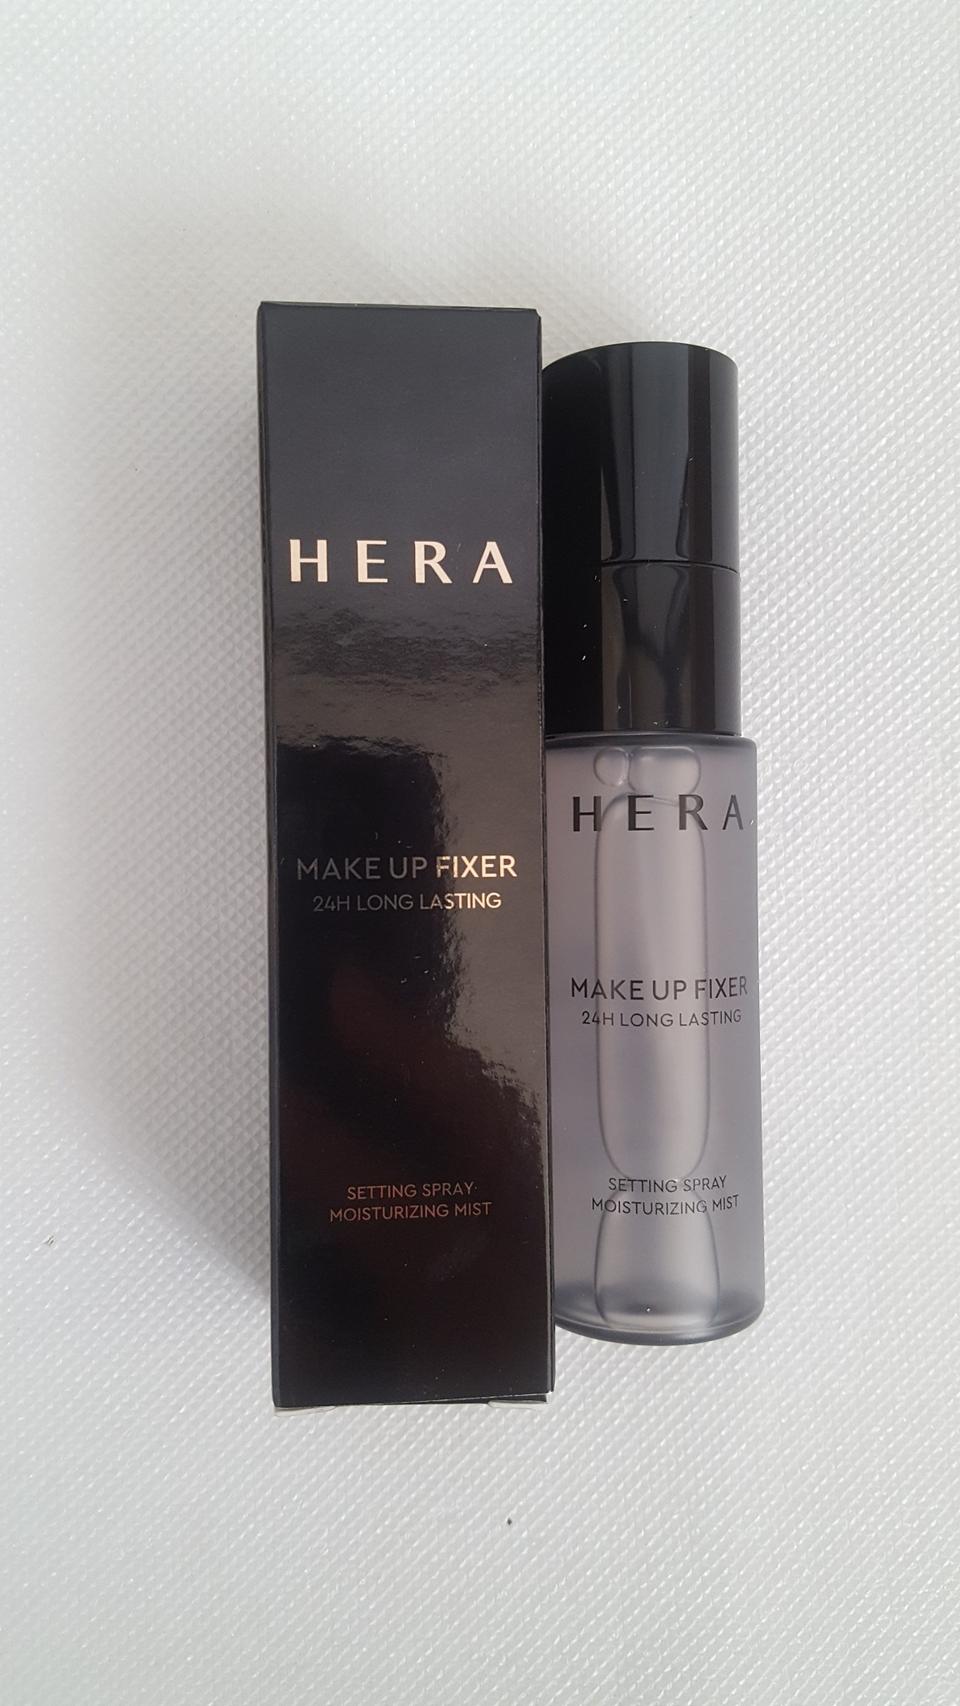 HERA
MAKE UP FIXER
24H LONG LASTING
SETTING SPRAY
MOISTURIZING MIST
HERA
MAKE UP FIXER
24H LONG LASTING
SETTING SPRAY
MOISTURIZING MIST